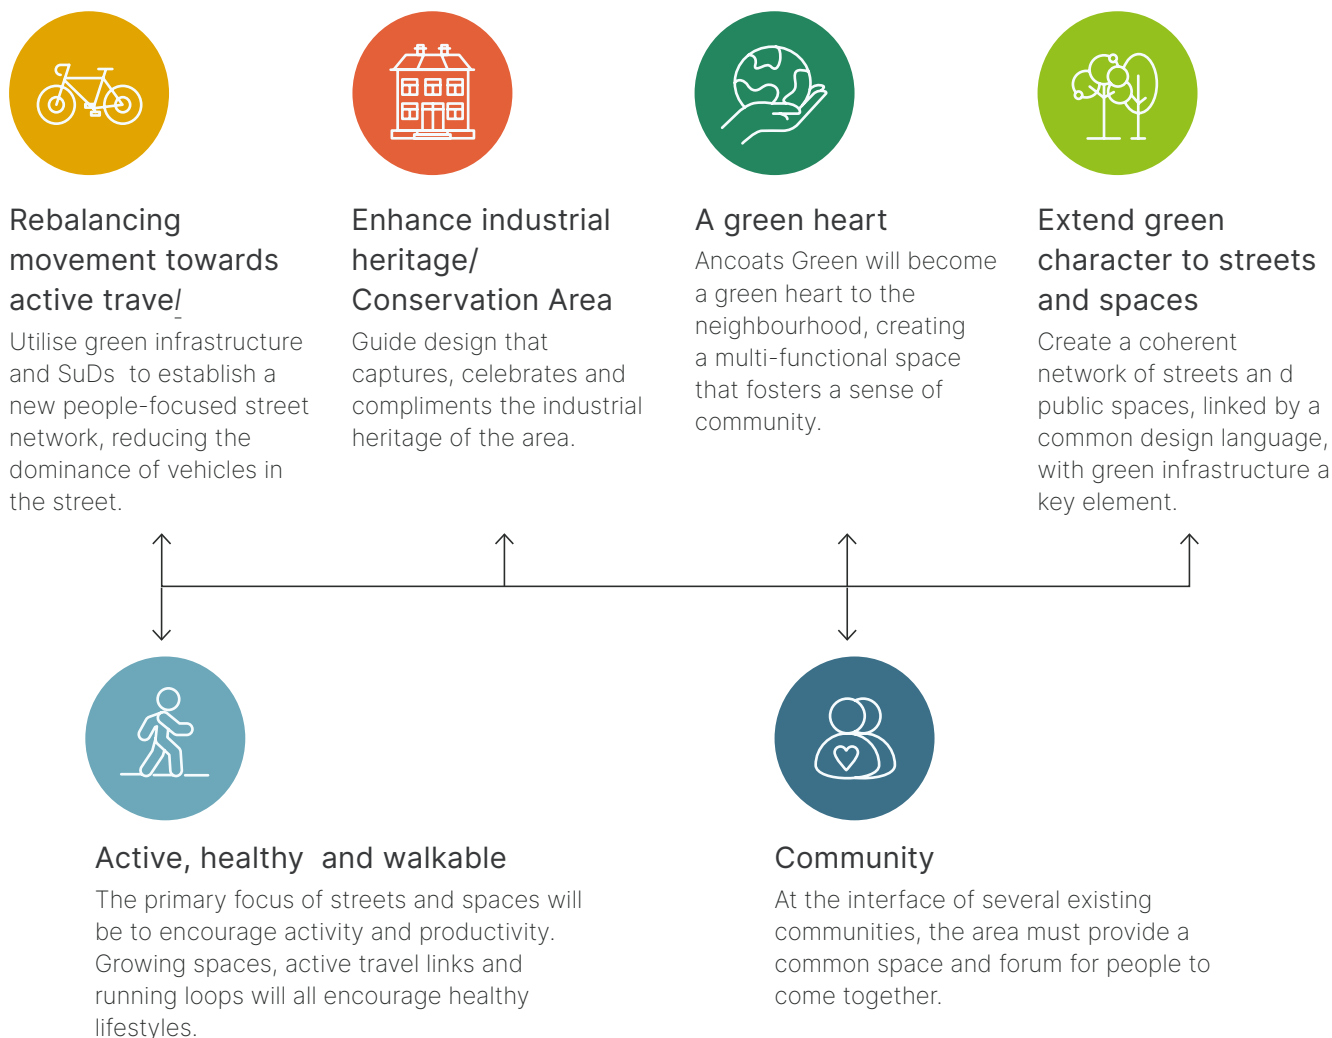 Rebalancing
movement towards
active travel
Utilise green infrastructure
and SuDs  to establish a
new people-focused street
network, reducing the
dominance of vehicles in
the street.
Enhance industrial
heritage/
Conservation Area
Guide design that
captures, celebrates and
compliments the industrial
heritage of the area.
A green heart
Ancoats Green will become
a green heart to the
neighbourhood, creating
a multi-functional space
that fosters a sense of
community.
Extend green
character to streets
and spaces
Create a coherent
network of streets an d
public spaces, linked by a
common design language,
with green infrastructure a
key element.
Active, healthy  and walkable
The primary focus of streets and spaces will
be to encourage activity and productivity.
Growing spaces, active travel links and
running loops will all encourage healthy
lifestyles.
Community
At the interface of several existing
communities, the area must provide a
common space and forum for people to
come together.